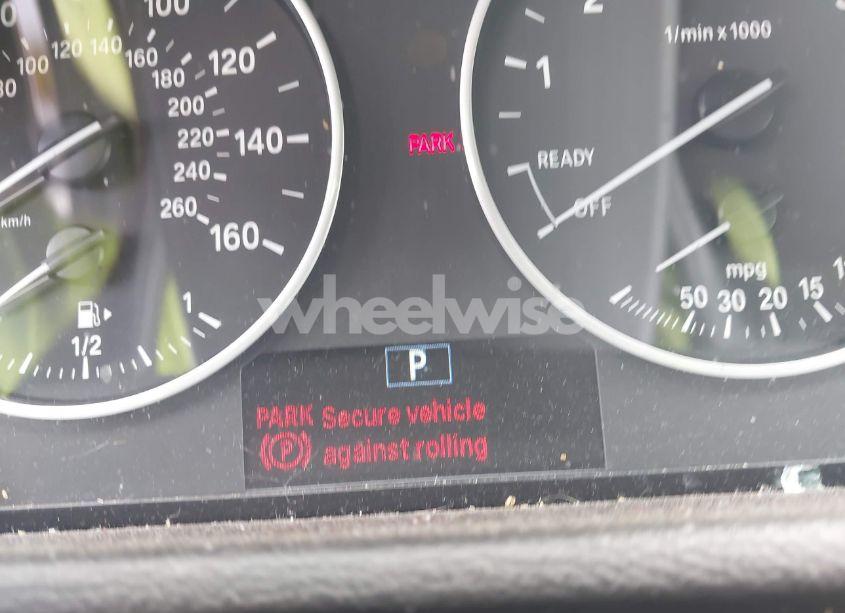 100
120 140
100
160
80
180
120
200
220
140
240
260
160
km/h
1/2
1
PARK
1/min x 1000
2
1
READY
OFF
mpg
50 30 20 15
wheelwise
P
PARK Secure vehicle
(P) against rolling